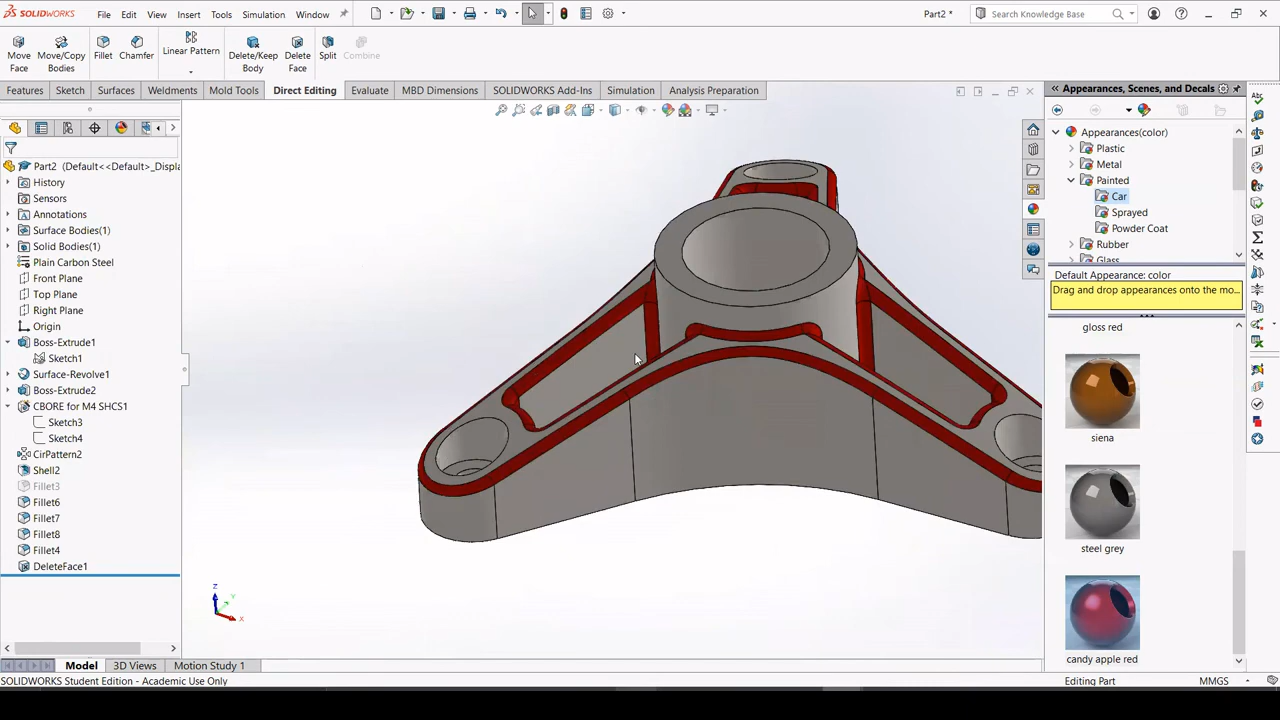 SOLIDWORKS File Edit View Insert Tools Simulation Window Part2 * Search Knowledge Base
Move Face Move/Copy Bodies Fillet Chamfer Linear Pattern Delete/Keep Body Delete Face Split Combine
Features Sketch Surfaces Weldments Mold Tools Direct Editing Evaluate MBD Dimensions SOLIDWORKS Add-Ins Simulation Analysis Preparation
Part2 (Default<<Default>_Displa
History
Sensors
Annotations
Surface Bodies(1)
Solid Bodies(1)
Plain Carbon Steel
Front Plane
Top Plane
Right Plane
Origin
Boss-Extrude1
Sketch1
Surface-Revolve1
Boss-Extrude2
CBORE for M4 SHCS1
Sketch3
Sketch4
CirPattern2
Shell2
Fillet3
Fillet6
Fillet7
Fillet8
Fillet4
DeleteFace1
Z
Y
X
Appearances, Scenes, and Decals
Appearances(color)
Plastic
Metal
Painted
Car
Sprayed
Powder Coat
Rubber
Glass
Default Appearance: color
Drag and drop appearances onto the mo...
gloss red
siena
steel grey
candy apple red
Model 3D Views Motion Study 1
SOLIDWORKS Student Edition - Academic Use Only Editing Part MMGS